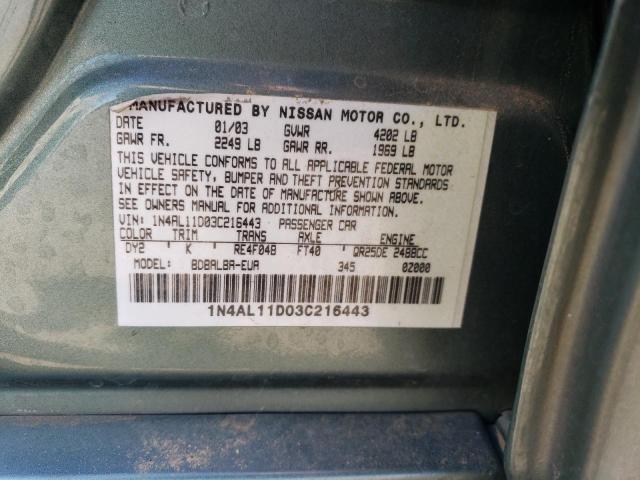 MANUFACTURED BY NISSAN MOTOR CO., LTD.
DATE 01/03 GVWR 4202 LB
GAWR FR. 2249 LB GAWR RR. 1969 LB
THIS VEHICLE CONFORMS TO ALL APPLICABLE FEDERAL MOTOR
VEHICLE SAFETY, BUMPER AND THEFT PREVENTION STANDARDS
IN EFFECT ON THE DATE OF MANUFACTURE SHOWN ABOVE.
SEE OWNERS MANUAL FOR ADDITIONAL INFORMATION.
VIN: 1N4AL11D03C216443 PASSENGER CAR
COLOR TRIM TRANS AXLE ENGINE
DY2 K RE4F04B FT40 QR25DE 2488CC
MODEL: BDBALBA-EUA 345 0Z000
1N4AL11D03C216443